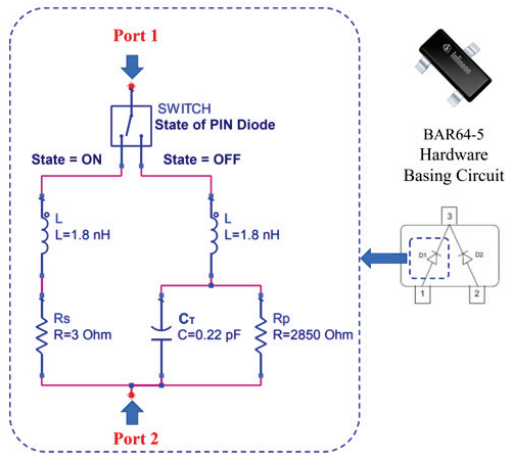 Port 1
SWITCH
State of PIN Diode
State = ON
State = OFF
L
L=1.8 nH
L
L=1.8 nH
Rs
R=3 Ohm
CT
C=0.22 pF
Rp
R=2850 Ohm
Port 2
Infineon
BAR64-5
Hardware
Basing Circuit
3
D1
D2
1
2